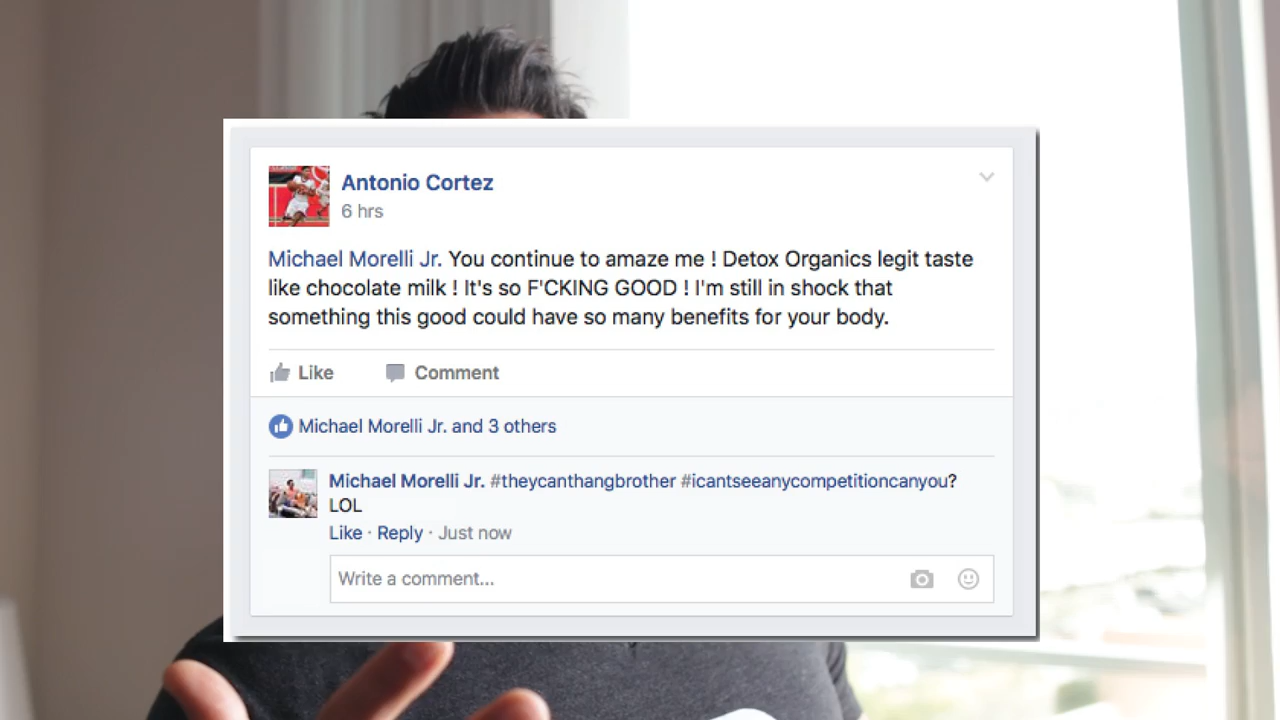 Antonio Cortez
6 hrs
Michael Morelli Jr. You continue to amaze me ! Detox Organics legit taste
like chocolate milk ! It's so F'CKING GOOD ! I'm still in shock that
something this good could have so many benefits for your body.
Like Comment
Michael Morelli Jr. and 3 others
Michael Morelli Jr. #theycanthangbrother #icantseeanycompetitioncanyou?
LOL
Like · Reply · Just now
Write a comment...